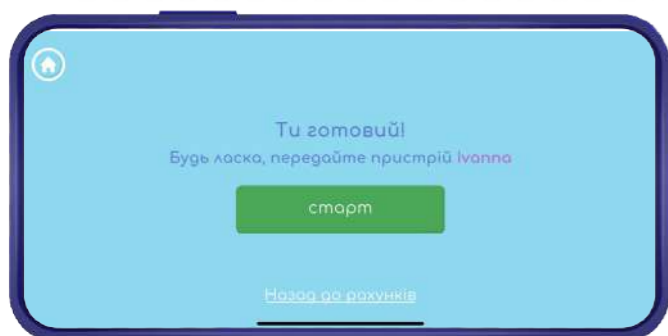 Ти готовий!
Будь ласка, передайте пристрій Ivanna
старт
Назад до рахунків